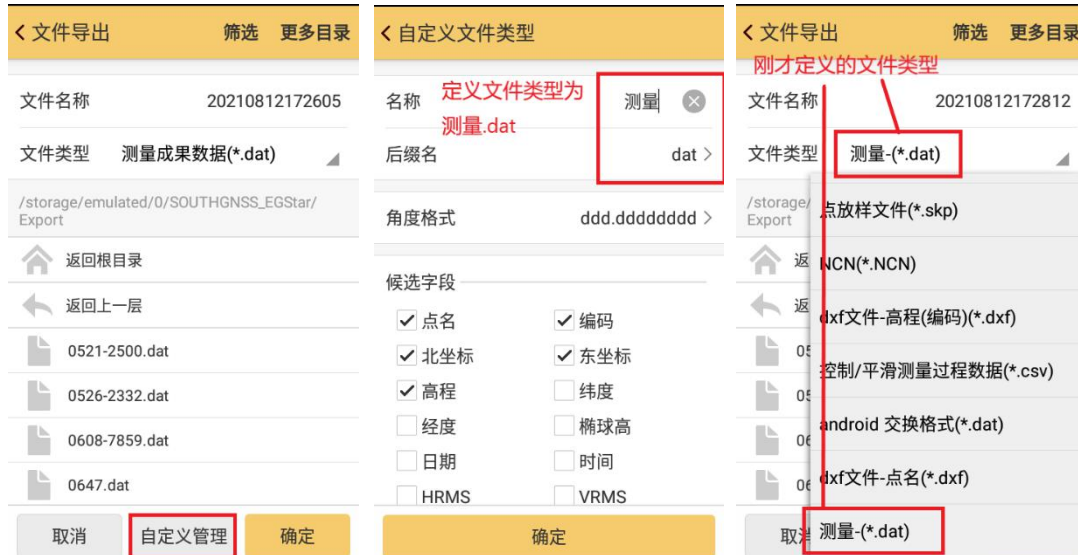 文件导出 筛选 更多目录
文件名称 20210812172605
文件类型 测量成果数据(*.dat)
/storage/emulated/0/SOUTHGNSS_EGStar/
Export
返回根目录
返回上一层
0521-2500.dat
0526-2332.dat
0608-7859.dat
0647.dat
取消 自定义管理 确定
自定义文件类型
名称 定义文件类型为 测量
测量.dat
后缀名 dat
角度格式 ddd.dddddddd
候选字段
点名 编码
北坐标 东坐标
高程 纬度
经度 椭球高
日期 时间
HRMS VRMS
确定
文件导出 筛选 更多目录
刚才定义的文件类型
文件名称 20210812172812
文件类型 测量-(*.dat)
/storage/
Export
点放样文件(*.skp)
返
NCN(*.NCN)
返
dxf文件-高程(编码)(*.dxf)
05
控制/平滑测量过程数据(*.csv)
05
android 交换格式(*.dat)
06
dxf文件-点名(*.dxf)
06
取消 测量-(*.dat)